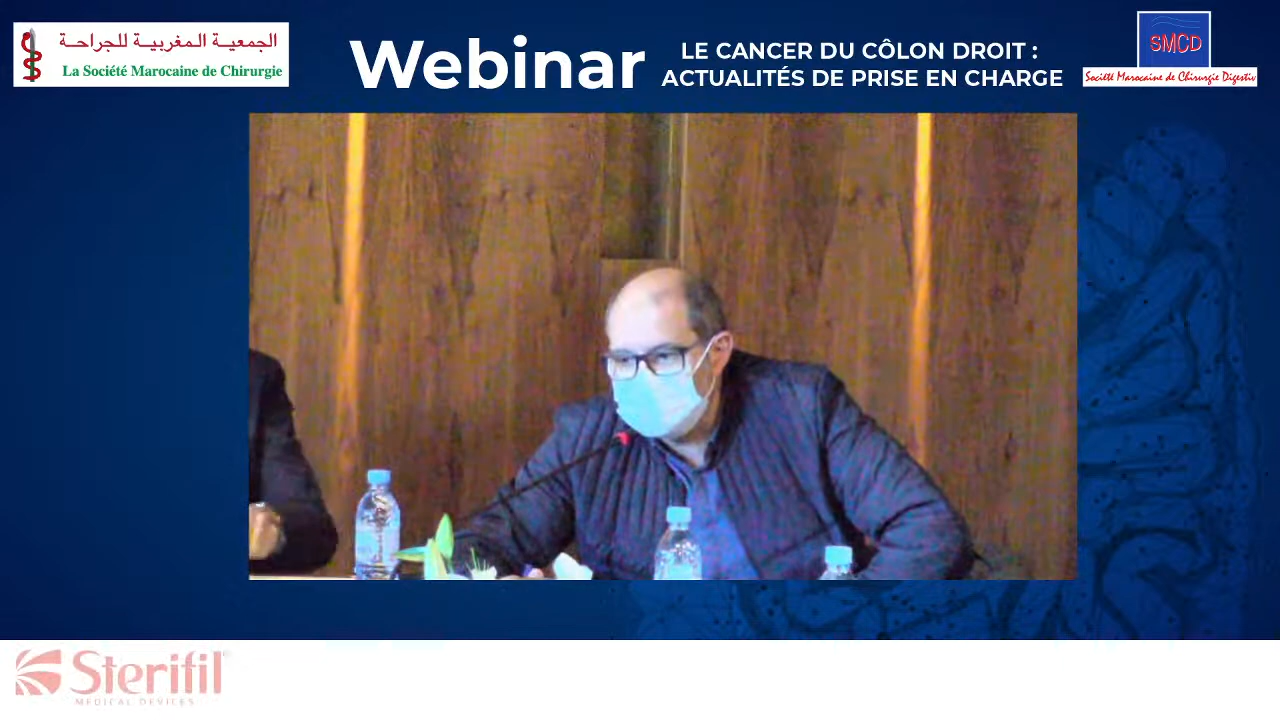 الجمعية المغربية للجراحة
La Société Marocaine de Chirurgie
Webinar
LE CANCER DU CÔLON DROIT :
ACTUALITÉS DE PRISE EN CHARGE
SMCD
Société Marocaine de Chirurgie Digestiv
Sterifil
MEDICAL DEVICES